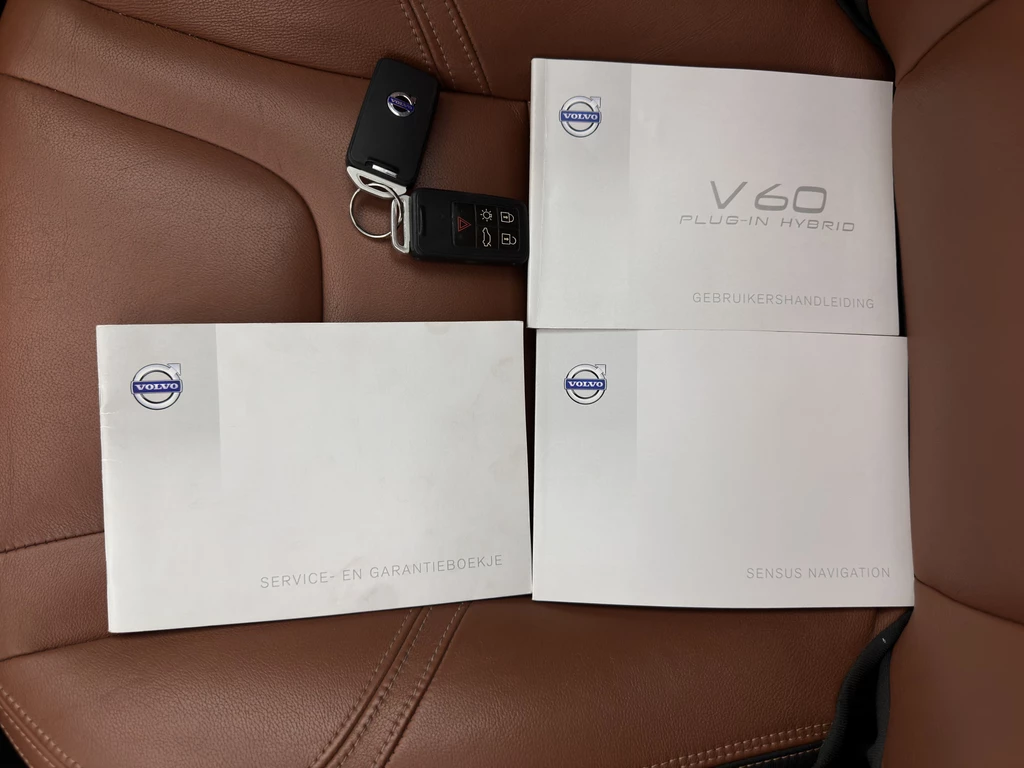 VOLVO
VOLVO
V60
PLUG-IN HYBRID
GEBRUIKERSHANDLEIDING
VOLVO
SERVICE- EN GARANTIEBOEKJE
VOLVO
SENSUS NAVIGATION